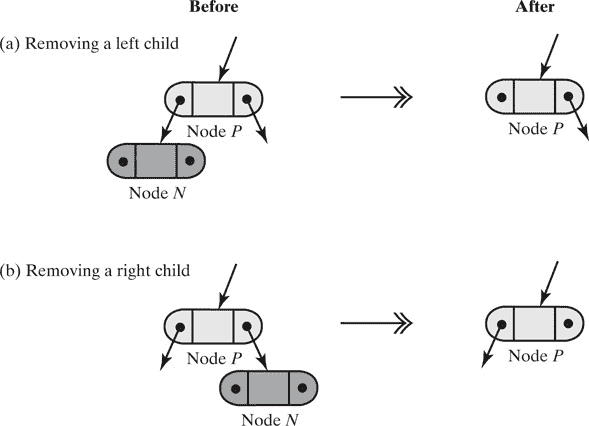 Before After
(a) Removing a left child
Node P Node P
Node N
(b) Removing a right child
Node P Node P
Node N